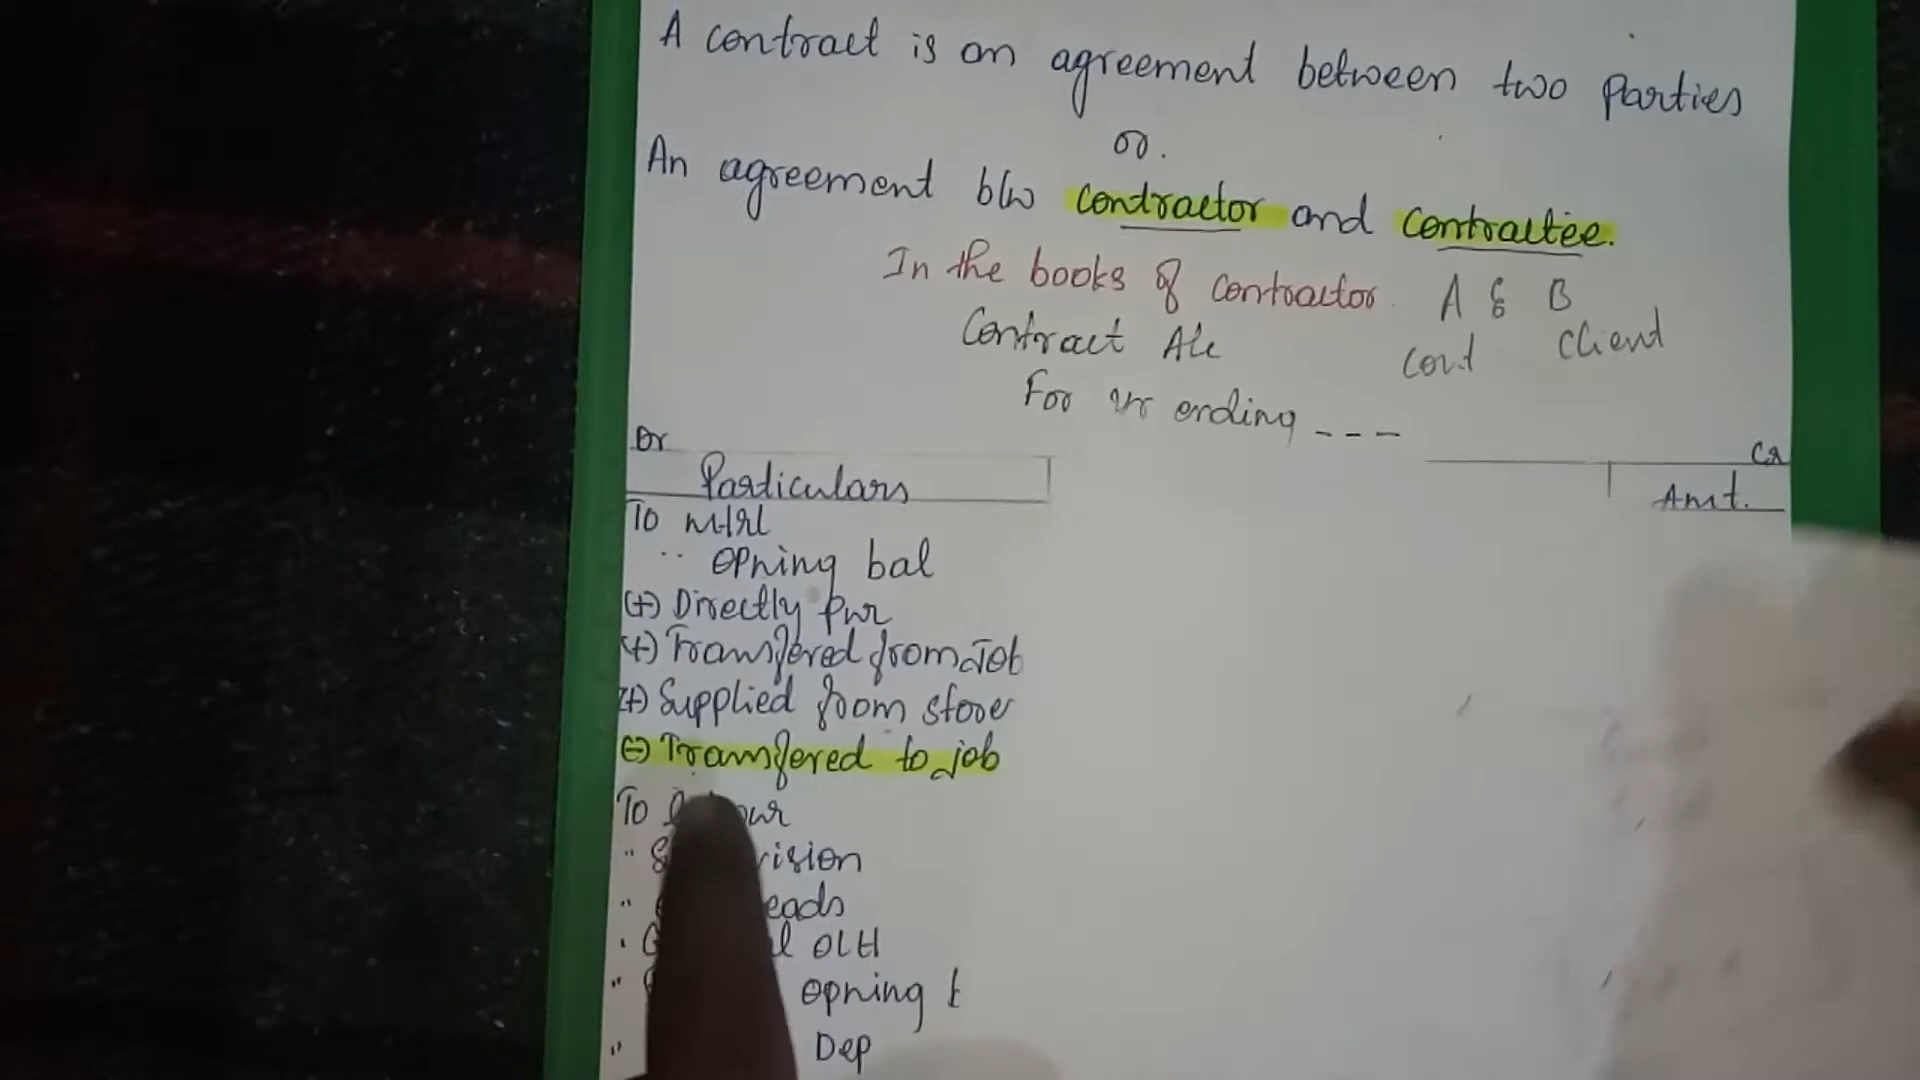 A contract is an agreement between two Parties
or.
An agreement b/w contractor and contractee.
In the books of contractor. A & B
Contract A/c cont client
For yr ending ---
Dr Cr
Particulars Amt.
To mtrl
" opning bal
(+) Directly pur
(+) Transfered from Job
(+) Supplied from store
(-) Transfered to job
To
"
"
" O/H
" opning
" Dep